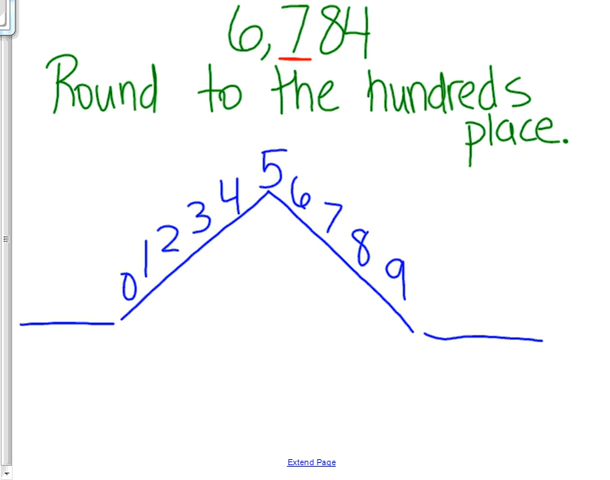 6,784
Round to the hundreds
place.
0 1 2 3 4 5 6 7 8 9
Extend Page